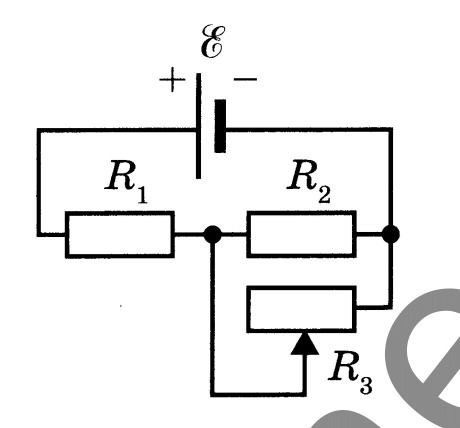 ℰ
+ −
R₁ R₂
R₃